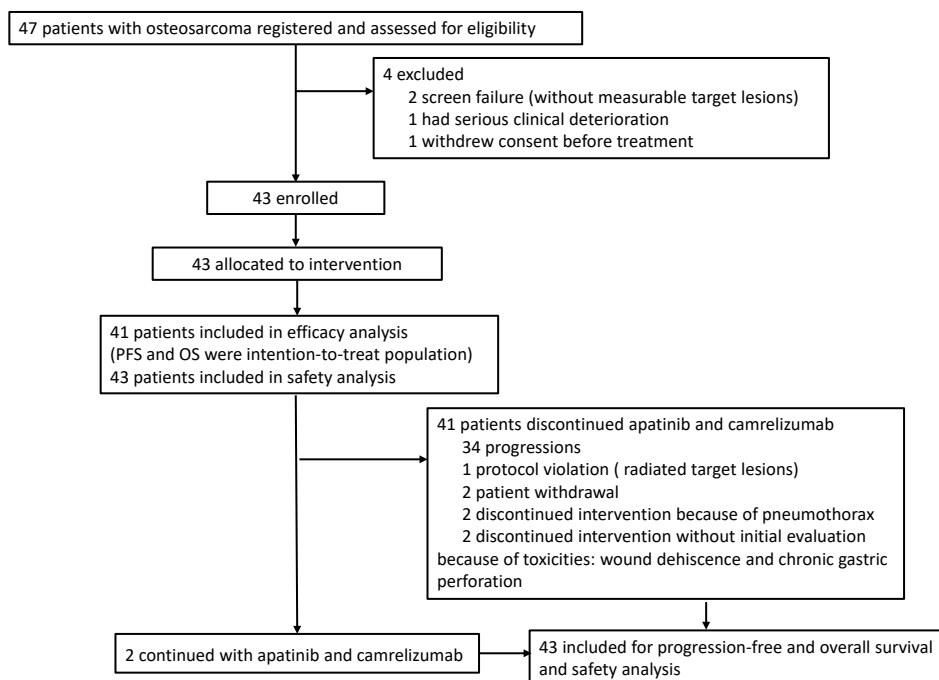 47 patients with osteosarcoma registered and assessed for eligibility
4 excluded
2 screen failure (without measurable target lesions)
1 had serious clinical deterioration
1 withdrew consent before treatment
43 enrolled
43 allocated to intervention
41 patients included in efficacy analysis
(PFS and OS were intention-to-treat population)
43 patients included in safety analysis
41 patients discontinued apatinib and camrelizumab
34 progressions
1 protocol violation ( radiated target lesions)
2 patient withdrawal
2 discontinued intervention because of pneumothorax
2 discontinued intervention without initial evaluation
because of toxicities: wound dehiscence and chronic gastric
perforation
2 continued with apatinib and camrelizumab
43 included for progression-free and overall survival
and safety analysis